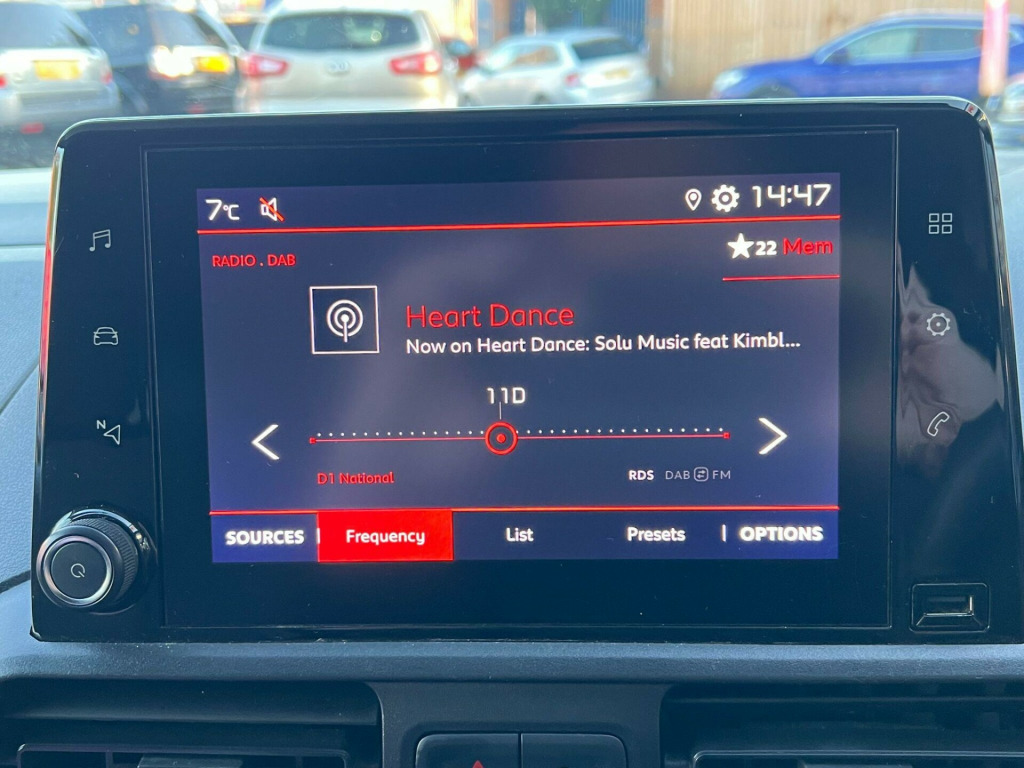 7°C
14:47
RADIO . DAB
22 Mem
Heart Dance
Now on Heart Dance: Solu Music feat Kimbl...
11D
D1 National
RDS DAB FM
SOURCES Frequency List Presets OPTIONS
N